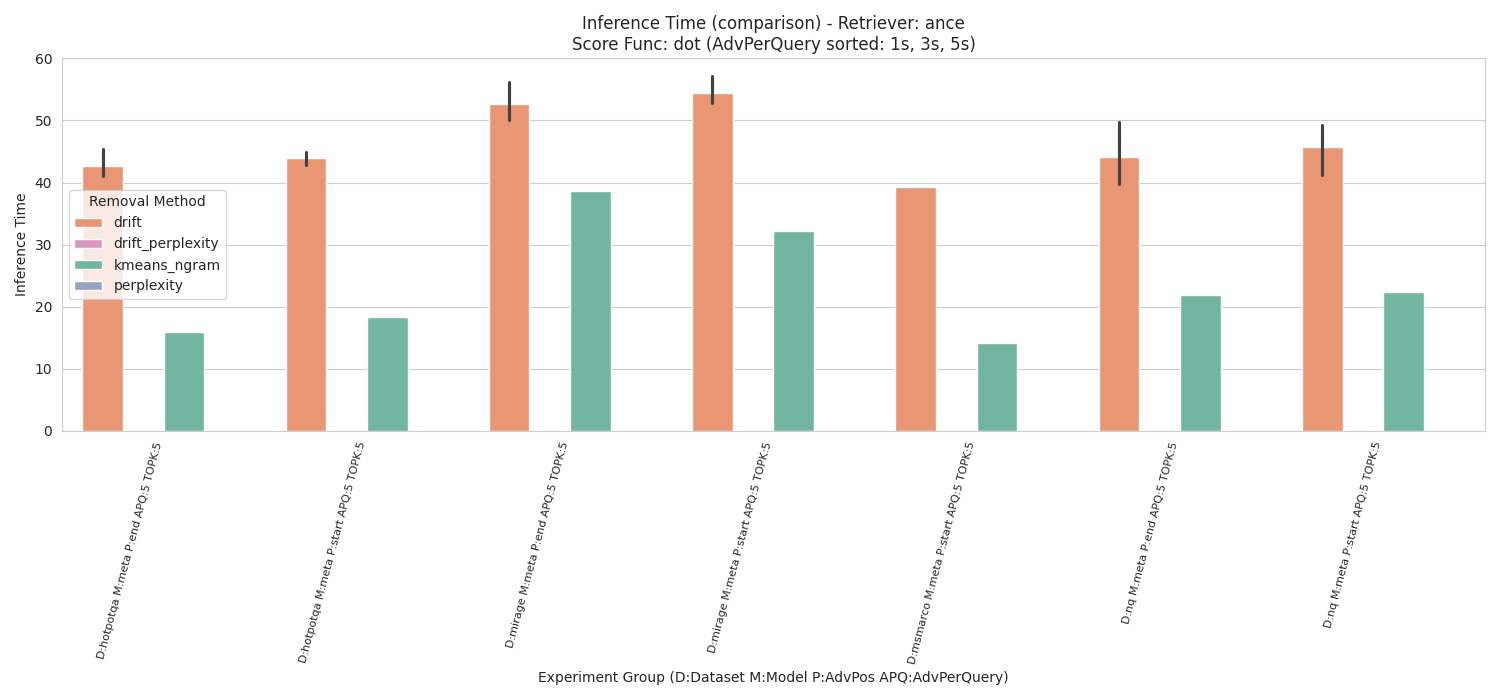 Inference Time (comparison) - Retriever: ance
Score Func: dot (AdvPerQuery sorted: 1s, 3s, 5s)
Inference Time
60
50
40
30
20
10
0
Removal Method
drift
drift_perplexity
kmeans_ngram
perplexity
D:hotpotqa M:meta P:end APQ:5 TOPK:5
D:hotpotqa M:meta P:start APQ:5 TOPK:5
D:mirage M:meta P:end APQ:5 TOPK:5
D:mirage M:meta P:start APQ:5 TOPK:5
D:msmarco M:meta P:start APQ:5 TOPK:5
D:nq M:meta P:end APQ:5 TOPK:5
D:nq M:meta P:start APQ:5 TOPK:5
Experiment Group (D:Dataset M:Model P:AdvPos APQ:AdvPerQuery)